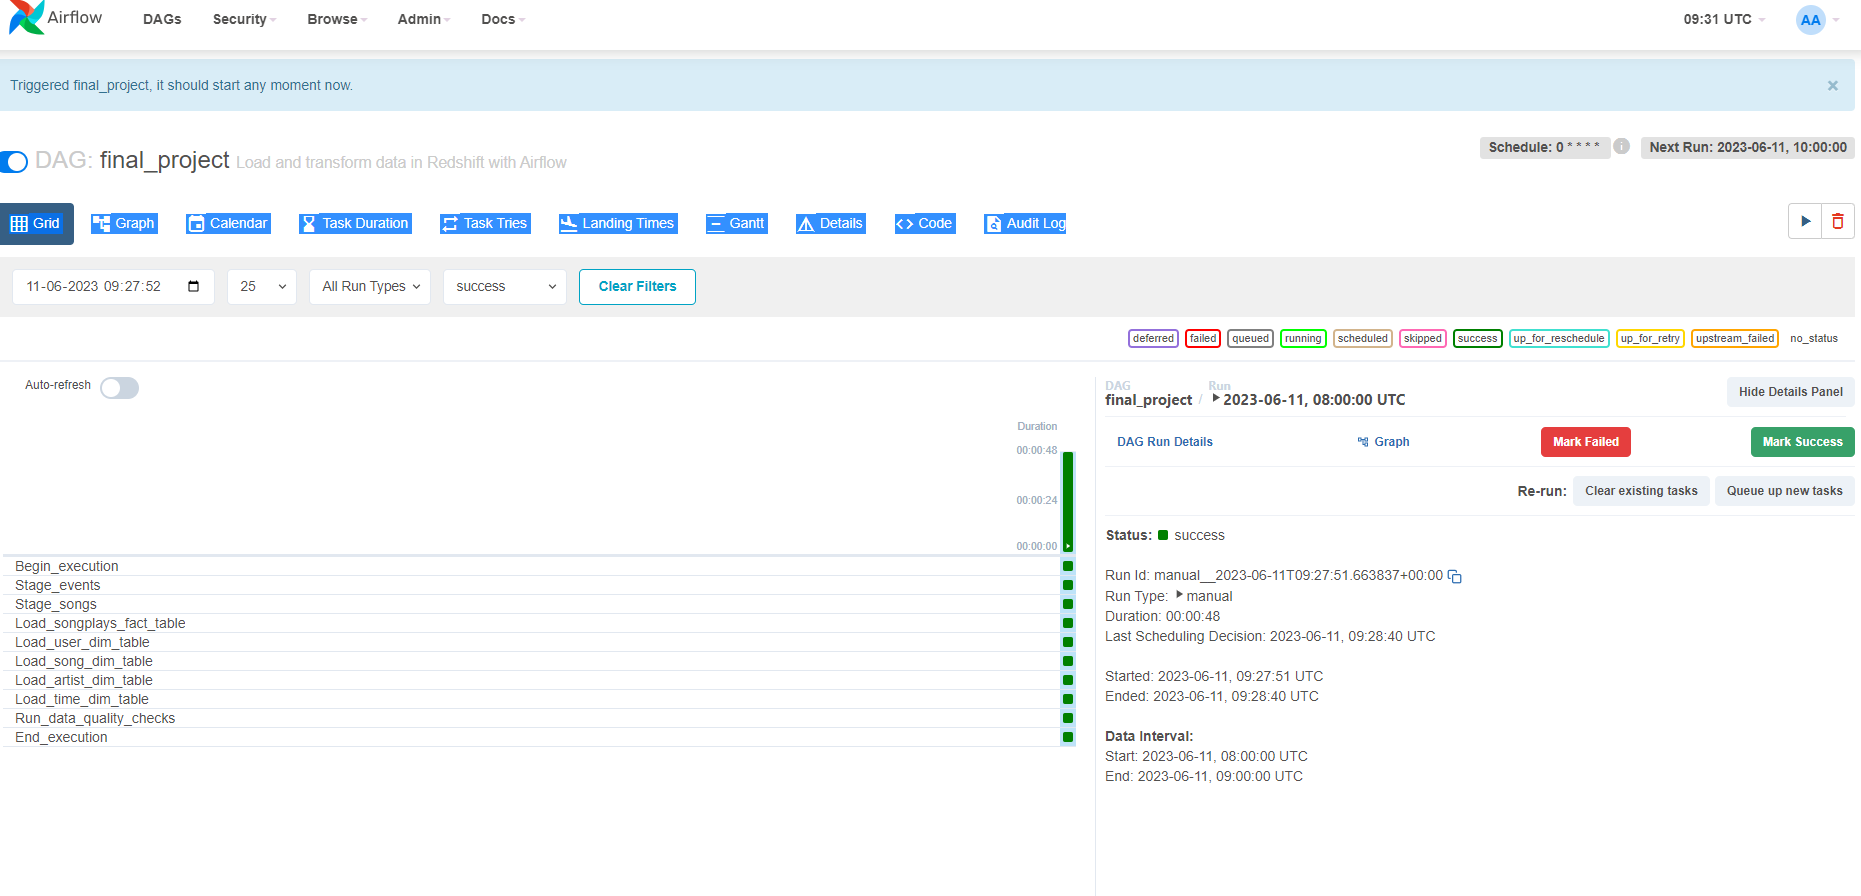 Airflow DAGs Security Browse Admin Docs 09:31 UTC AA
Triggered final_project, it should start any moment now. ×
DAG: final_project Load and transform data in Redshift with Airflow Schedule: 0 * * * * i Next Run: 2023-06-11, 10:00:00
Grid Graph Calendar Task Duration Task Tries Landing Times Gantt Details Code Audit Log
11-06-2023 09:27:52 25 All Run Types success Clear Filters
deferred failed queued running scheduled skipped success up_for_reschedule up_for_retry upstream_failed no_status
Auto-refresh
Duration
00:00:48
00:00:24
00:00:00
Begin_execution
Stage_events
Stage_songs
Load_songplays_fact_table
Load_user_dim_table
Load_song_dim_table
Load_artist_dim_table
Load_time_dim_table
Run_data_quality_checks
End_execution
DAG Run
final_project / 2023-06-11, 08:00:00 UTC Hide Details Panel
DAG Run Details Graph Mark Failed Mark Success
Re-run: Clear existing tasks Queue up new tasks
Status: success
Run Id: manual__2023-06-11T09:27:51.663837+00:00
Run Type: manual
Duration: 00:00:48
Last Scheduling Decision: 2023-06-11, 09:28:40 UTC
Started: 2023-06-11, 09:27:51 UTC
Ended: 2023-06-11, 09:28:40 UTC
Data Interval:
Start: 2023-06-11, 08:00:00 UTC
End: 2023-06-11, 09:00:00 UTC